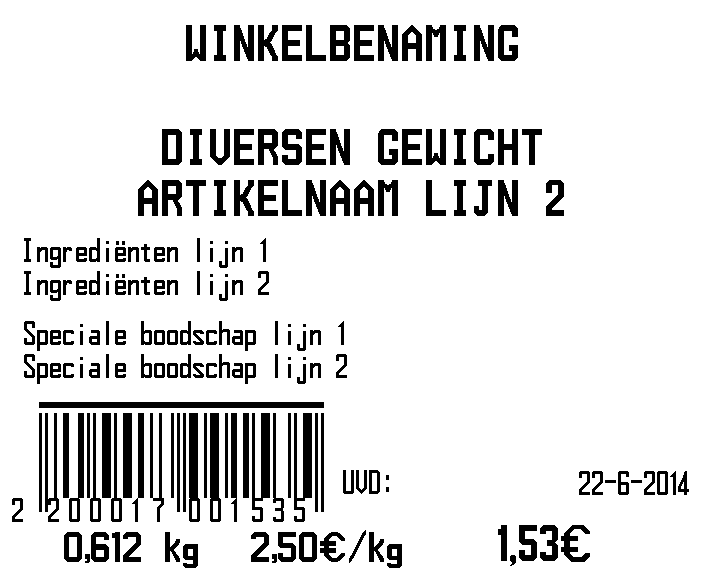 WINKELBENAMING
DIVERSEN GEWICHT
ARTIKELNAAM LIJN 2
Ingrediënten lijn 1
Ingrediënten lijn 2
Speciale boodschap lijn 1
Speciale boodschap lijn 2
UVD: 22-6-2014
2 200017 001535
0,612 kg 2,50€/kg 1,53€